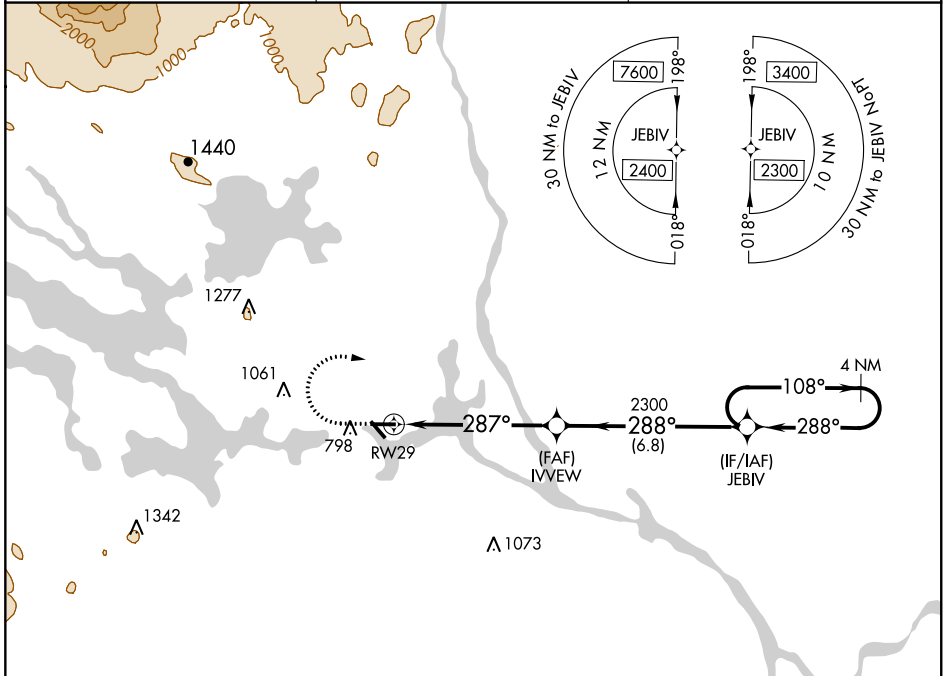 2000
1000
1000
1440
1277
1061
798
RW29
1342
1073
287°
(FAF)
IVVEW
2300
288°
(6.8)
(IF/IAF)
JEBIV
108°
4 NM
288°
30 NM to JEBIV
7600
198°
12 NM
JEBIV
2400
018°
198°
3400
JEBIV
2300
10 NM
018°
30 NM to JEBIV NoPT